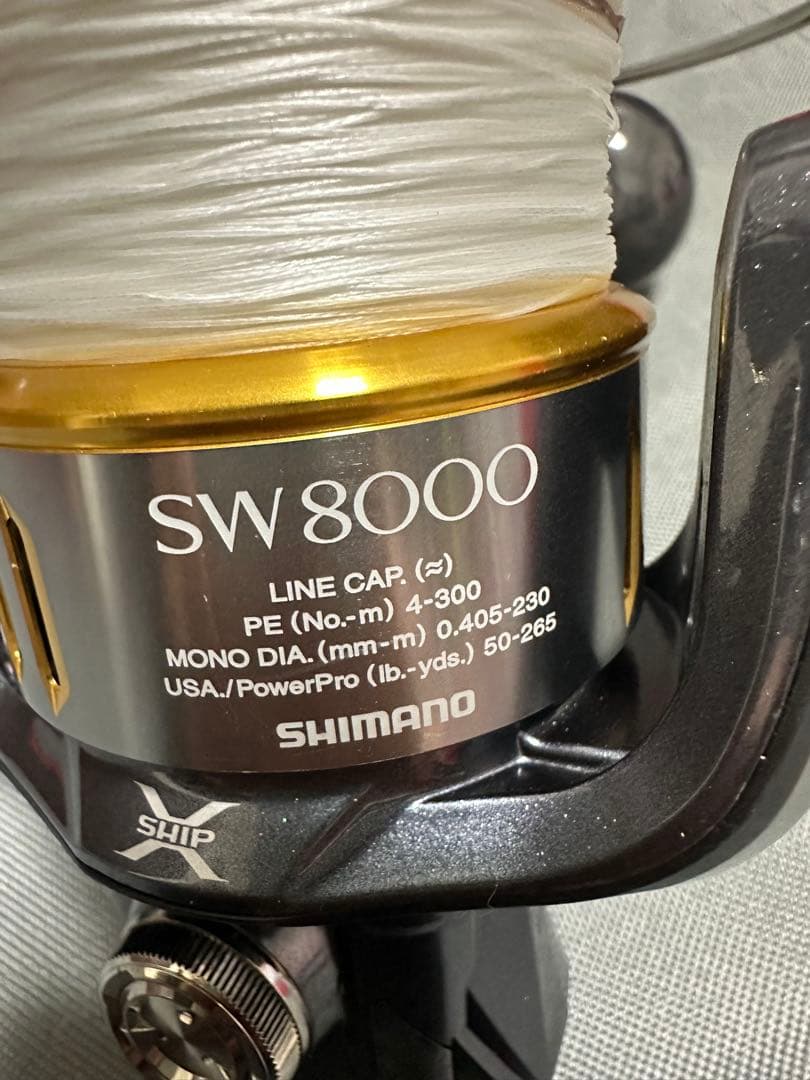 SW 8000
LINE CAP. (≈)
PE (No.-m) 4-300
MONO DIA. (mm-m) 0.405-230
USA./PowerPro (lb.-yds.) 50-265
SHIMANO
X SHIP